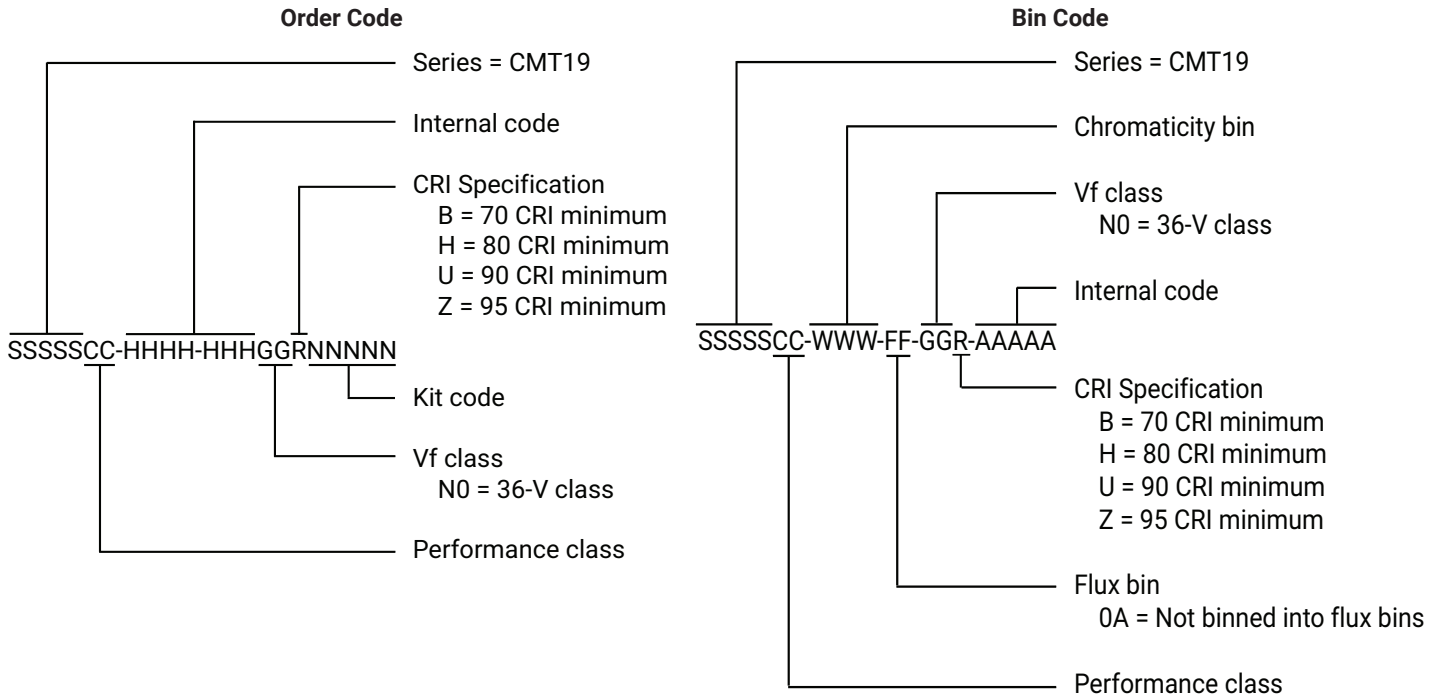 Order Code
Series = CMT19
Internal code
CRI Specification
B = 70 CRI minimum
H = 80 CRI minimum
U = 90 CRI minimum
Z = 95 CRI minimum
SSSSSCC-HHHH-HHHGGRNNNNN
Kit code
Vf class
N0 = 36-V class
Performance class
Bin Code
Series = CMT19
Chromaticity bin
Vf class
N0 = 36-V class
Internal code
SSSSSCC-WWW-FF-GGR-AAAAA
CRI Specification
B = 70 CRI minimum
H = 80 CRI minimum
U = 90 CRI minimum
Z = 95 CRI minimum
Flux bin
0A = Not binned into flux bins
Performance class